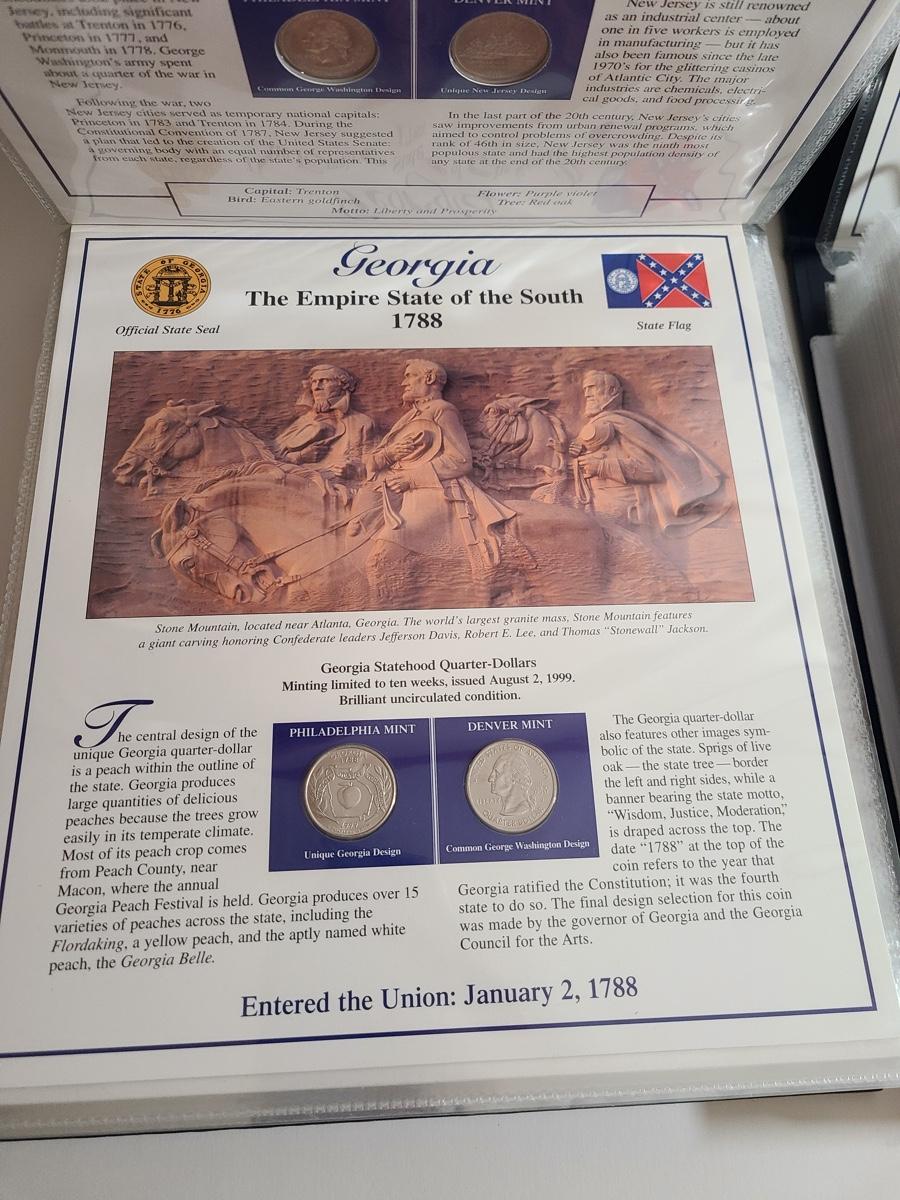 Jersey, including significant
battles at Trenton in 1776,
Princeton in 1777, and
Monmouth in 1778. George
Washington's army spent
about a quarter of the war in
New Jersey.
Following the war, two
New Jersey cities served as temporary national capitals:
Princeton in 1783 and Trenton in 1784. During the
Constitutional Convention of 1787, New Jersey suggested
a plan that led to the creation of the United States Senate:
a governing body with an equal number of representatives
from each state, regardless of the state's population. This
PHILADELPHIA MINT
Common George Washington Design
DENVER MINT
Unique New Jersey Design
New Jersey is still renowned
as an industrial center — about
one in five workers is employed
in manufacturing — but it has
also been famous since the late
1970's for the glittering casinos
of Atlantic City. The major
industries are chemicals, electri-
cal goods, and food processing.
In the last part of the 20th century, New Jersey's cities
saw improvements from urban renewal programs, which
aimed to control problems of overcrowding. Despite its
rank of 46th in size, New Jersey was the ninth most
populous state and had the highest population density of
any state at the end of the 20th century.
Capital: Trenton
Flower: Purple violet
Bird: Eastern goldfinch
Tree: Red oak
Motto: Liberty and Prosperity
STATE OF GEORGIA
1776
Official State Seal
Georgia
The Empire State of the South
1788
State Flag
Stone Mountain, located near Atlanta, Georgia. The world's largest granite mass, Stone Mountain features
a giant carving honoring Confederate leaders Jefferson Davis, Robert E. Lee, and Thomas "Stonewall" Jackson.
Georgia Statehood Quarter-Dollars
Minting limited to ten weeks, issued August 2, 1999.
Brilliant uncirculated condition.
The central design of the
unique Georgia quarter-dollar
is a peach within the outline of
the state. Georgia produces
large quantities of delicious
peaches because the trees grow
easily in its temperate climate.
Most of its peach crop comes
from Peach County, near
Macon, where the annual
Georgia Peach Festival is held. Georgia produces over 15
varieties of peaches across the state, including the
Flordaking, a yellow peach, and the aptly named white
peach, the Georgia Belle.
PHILADELPHIA MINT
GEORGIA
1788
Unique Georgia Design
DENVER MINT
UNITED STATES OF AMERICA
LIBERTY
QUARTER DOLLAR
Common George Washington Design
The Georgia quarter-dollar
also features other images sym-
bolic of the state. Sprigs of live
oak — the state tree — border
the left and right sides, while a
banner bearing the state motto,
"Wisdom, Justice, Moderation,"
is draped across the top. The
date "1788" at the top of the
coin refers to the year that
Georgia ratified the Constitution; it was the fourth
state to do so. The final design selection for this coin
was made by the governor of Georgia and the Georgia
Council for the Arts.
Entered the Union: January 2, 1788